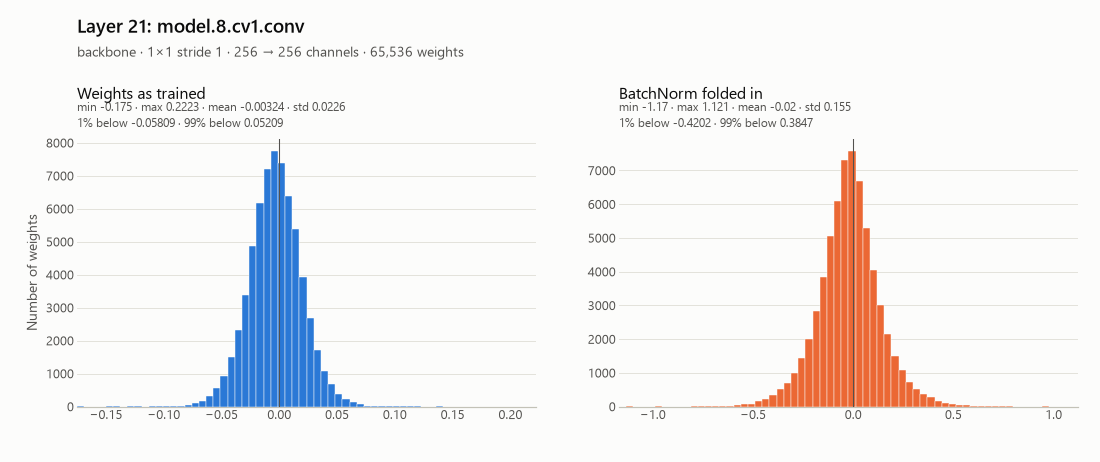 Layer 21: model.8.cv1.conv
backbone · 1×1 stride 1 · 256 → 256 channels · 65,536 weights
Weights as trained
min -0.175 · max 0.2223 · mean -0.00324 · std 0.0226
1% below -0.05809 · 99% below 0.05209
Number of weights
8000
7000
6000
5000
4000
3000
2000
1000
0
−0.15 −0.10 −0.05 0.00 0.05 0.10 0.15 0.20
BatchNorm folded in
min -1.17 · max 1.121 · mean -0.02 · std 0.155
1% below -0.4202 · 99% below 0.3847
7000
6000
5000
4000
3000
2000
1000
0
−1.0 −0.5 0.0 0.5 1.0